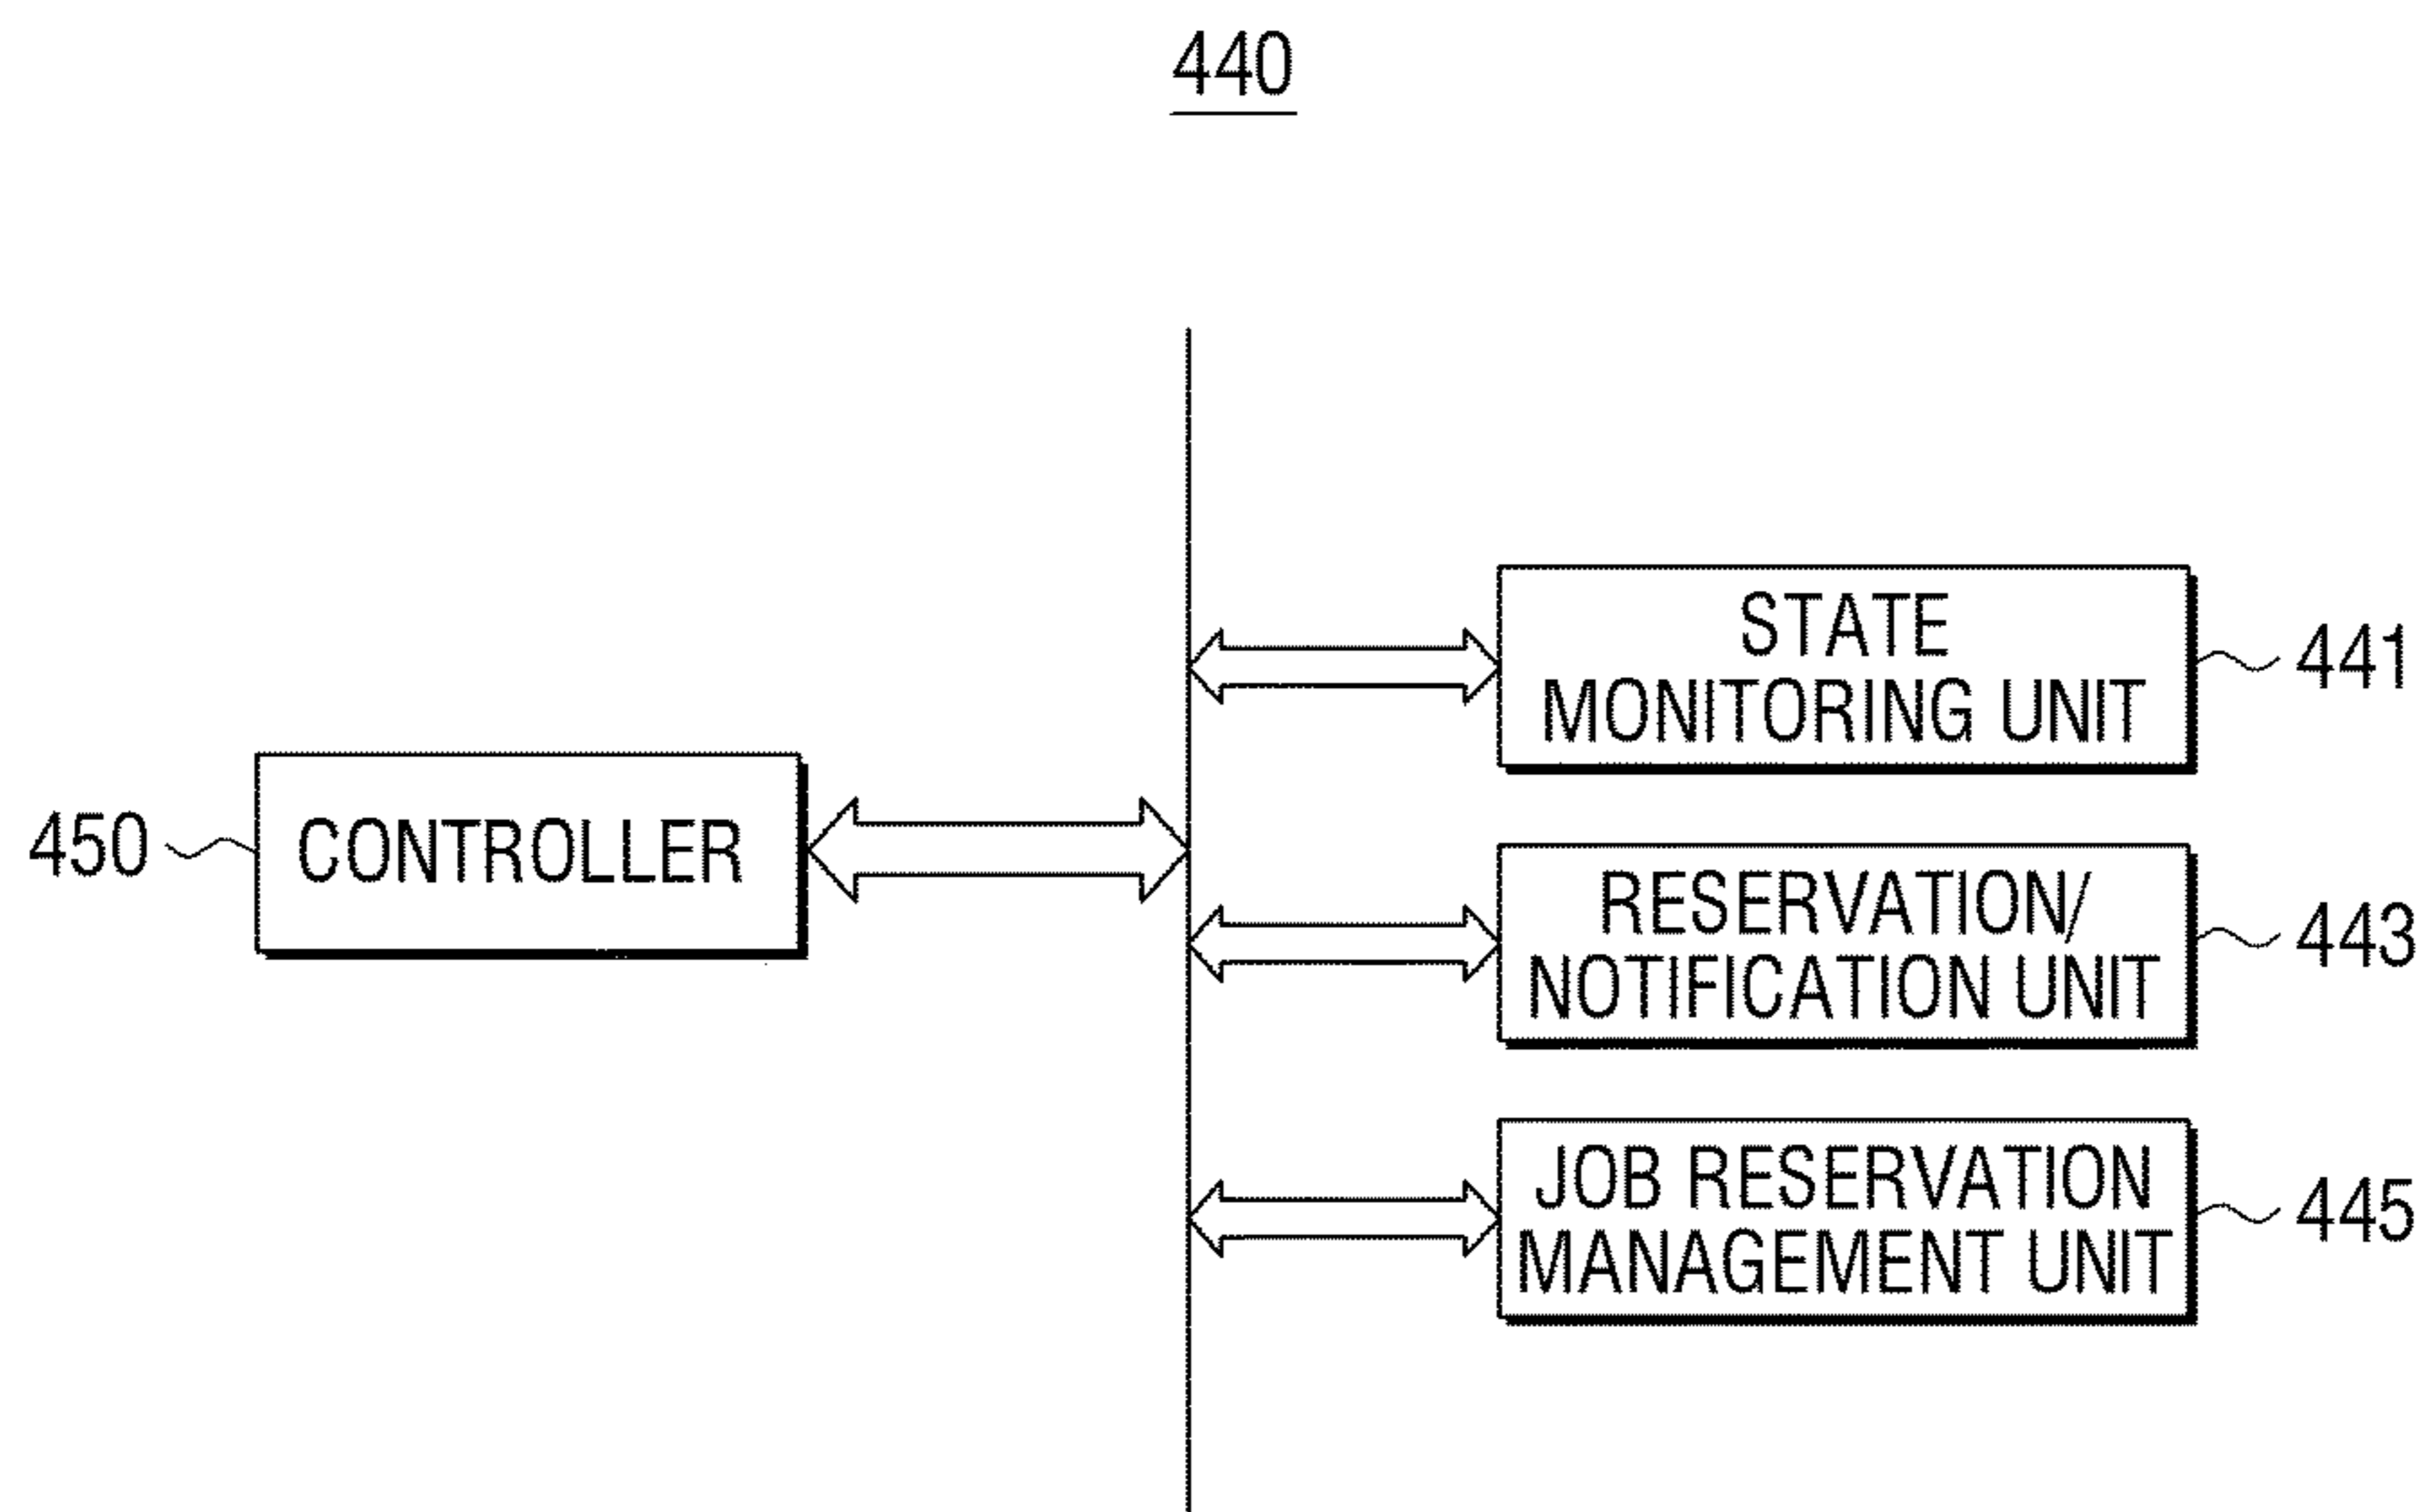 440
STATE
MONITORING UNIT
441
450
CONTROLLER
RESERVATION/
NOTIFICATION UNIT
443
JOB RESERVATION
MANAGEMENT UNIT
445